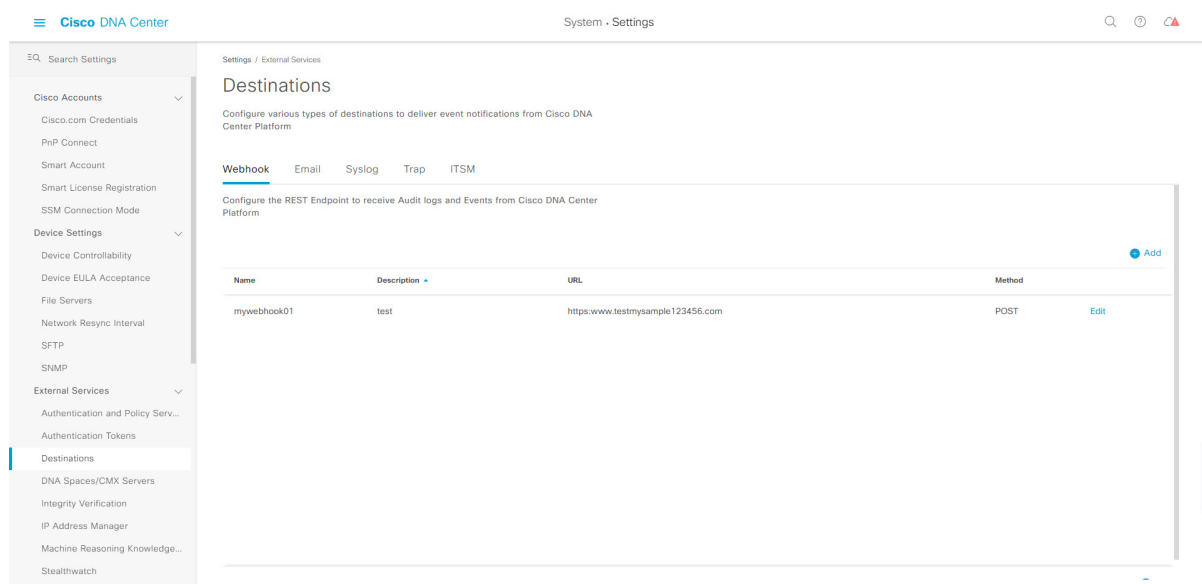 Cisco DNA Center
System · Settings
Search Settings
Cisco Accounts
Cisco.com Credentials
PnP Connect
Smart Account
Smart License Registration
SSM Connection Mode
Device Settings
Device Controllability
Device EULA Acceptance
File Servers
Network Resync Interval
SFTP
SNMP
External Services
Authentication and Policy Serv...
Authentication Tokens
Destinations
DNA Spaces/CMX Servers
Integrity Verification
IP Address Manager
Machine Reasoning Knowledge...
Stealthwatch
Settings / External Services
Destinations
Configure various types of destinations to deliver event notifications from Cisco DNA
Center Platform
Webhook Email Syslog Trap ITSM
Configure the REST Endpoint to receive Audit logs and Events from Cisco DNA Center
Platform
Add
Name Description URL Method
mywebhook01 test https:www.testmysample123456.com POST Edit